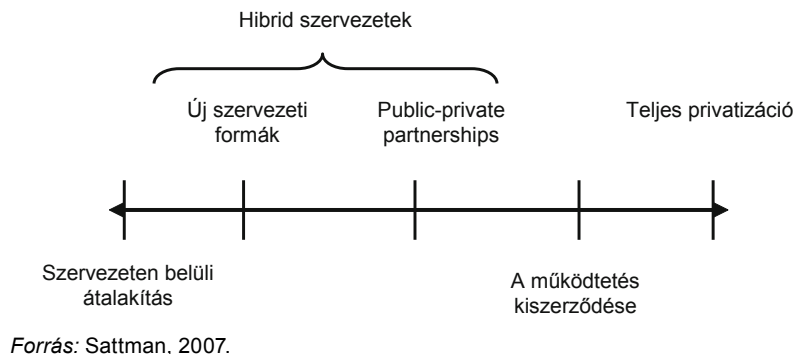 Hibrid szervezetek
Új szervezeti
formák
Public-private
partnerships
Teljes privatizáció
Szervezeten belüli
átalakítás
A működtetés
kiszerződése
Forrás: Sattman, 2007.